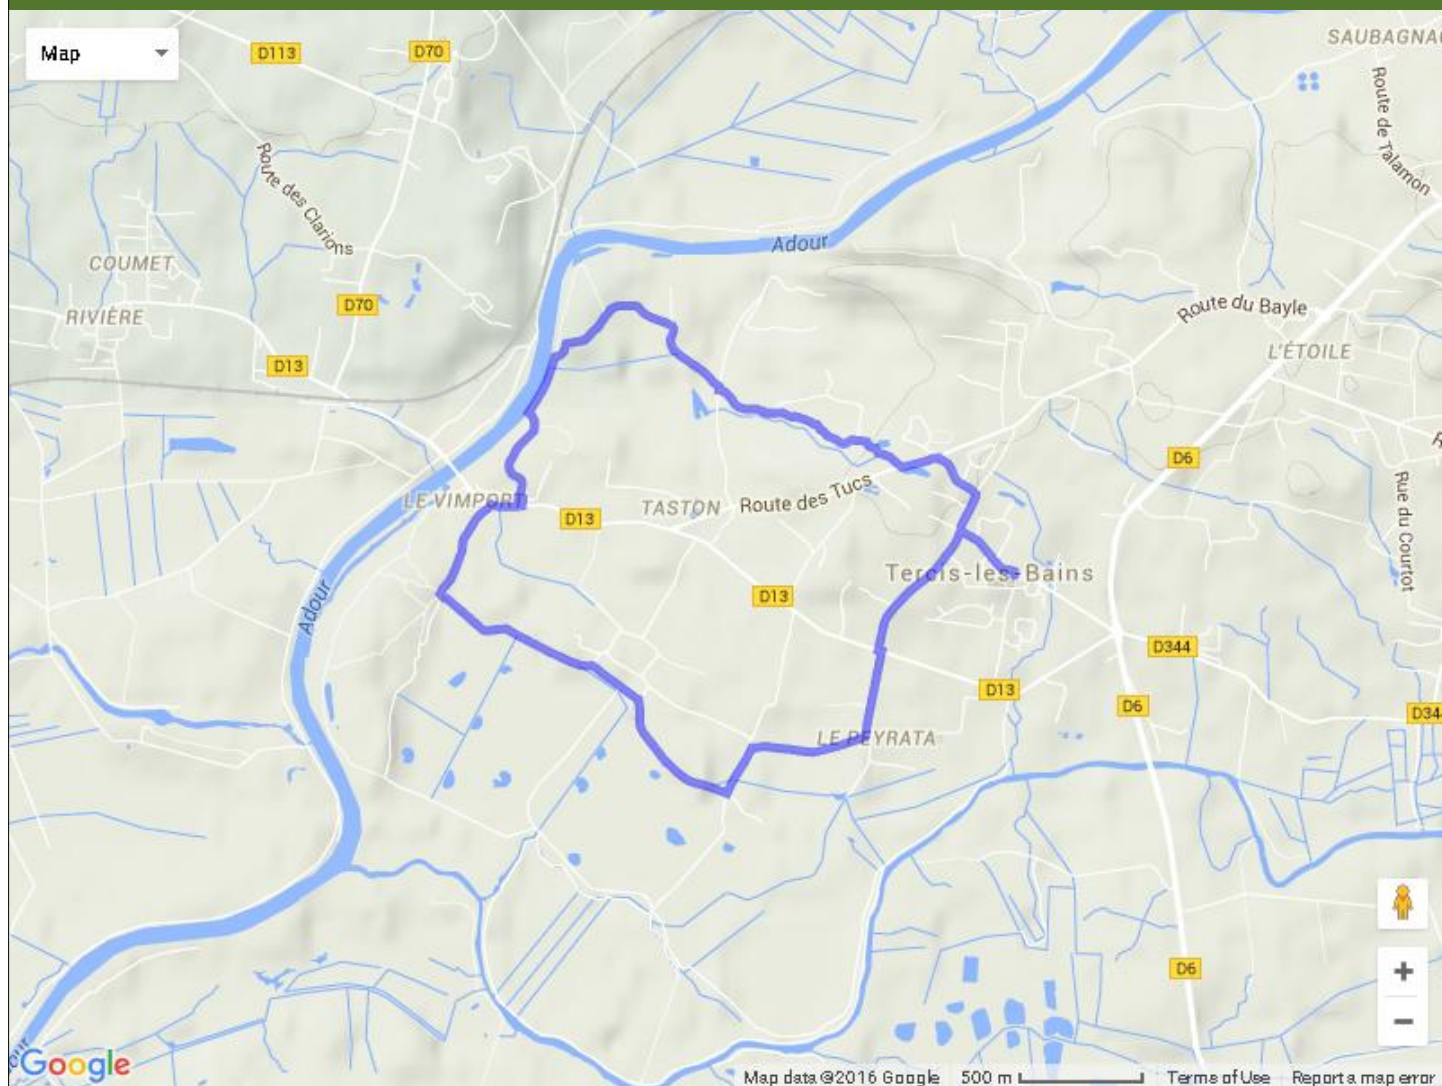 SAUBAGNAC
Map
D113
D70
Route de Talamon
Route des Clarions
Adour
COUMET
D70
Route du Bayle
RIVIÈRE
L'ÉTOILE
D13
D6
LE VIMPORT
TASTON
Route des Tucs
D13
Rue du Courtot
Tercis-les-Bains
D13
Adour
D344
D13
D6
D34
LE PEYRATA
D6
Google
Map data ©2016 Google
500 m
Terms of Use
Report a map error